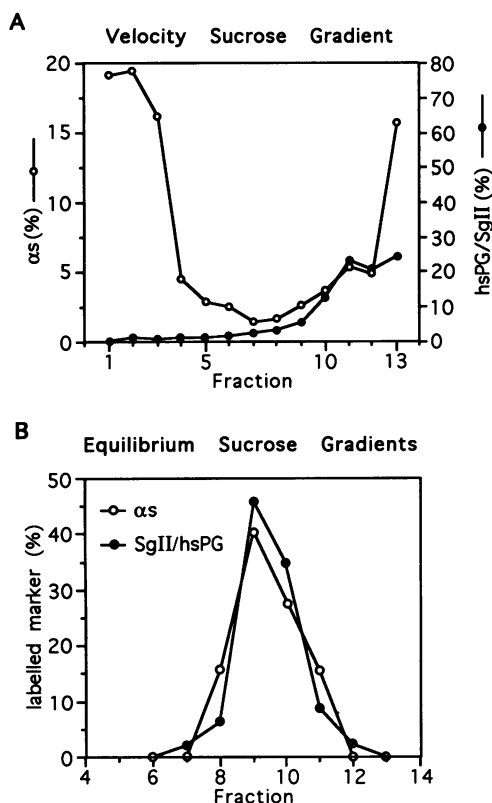 A
Velocity Sucrose Gradient
αs (%)
20
15
10
5
0
hsPG/SgII (%)
80
70
60
50
40
30
20
10
0
1 5 10 13
Fraction
B
Equilibrium Sucrose Gradients
labelled marker (%)
50
40
30
20
10
0
αs
SgII/hsPG
4 6 8 10 12 14
Fraction